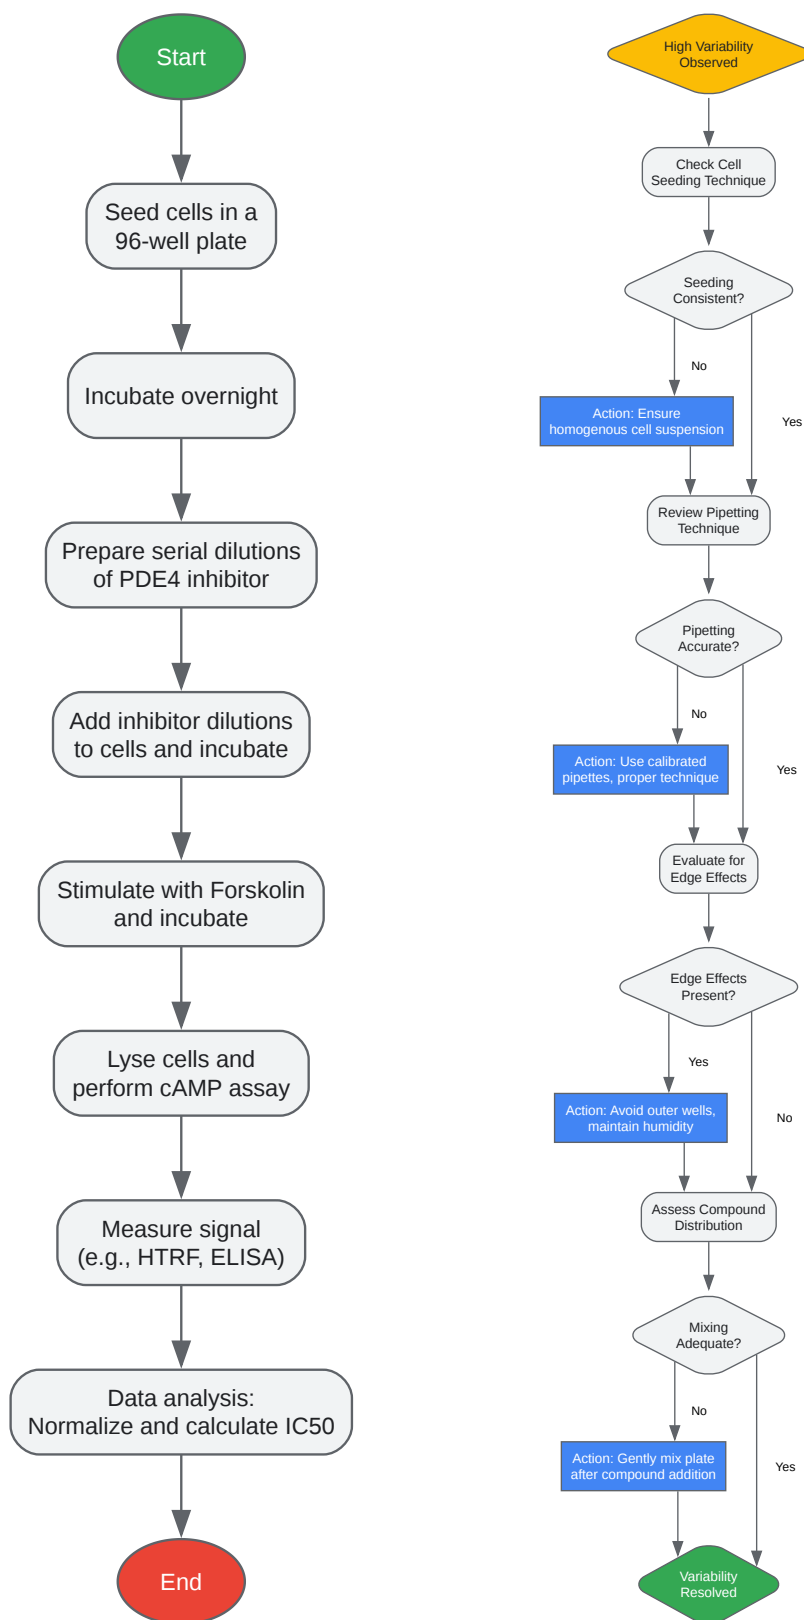 Start
Seed cells in a
96-well plate
Incubate overnight
Prepare serial dilutions
of PDE4 inhibitor
Add inhibitor dilutions
to cells and incubate
Stimulate with Forskolin
and incubate
Lyse cells and
perform cAMP assay
Measure signal
(e.g., HTRF, ELISA)
Data analysis:
Normalize and calculate IC50
End
High Variability
Observed
Check Cell
Seeding Technique
Seeding
Consistent?
No
Action: Ensure
homogenous cell suspension
Yes
Review Pipetting
Technique
Pipetting
Accurate?
No
Action: Use calibrated
pipettes, proper technique
Yes
Evaluate for
Edge Effects
Edge Effects
Present?
Yes
Action: Avoid outer wells,
maintain humidity
No
Assess Compound
Distribution
Mixing
Adequate?
No
Action: Gently mix plate
after compound addition
Yes
Variability
Resolved